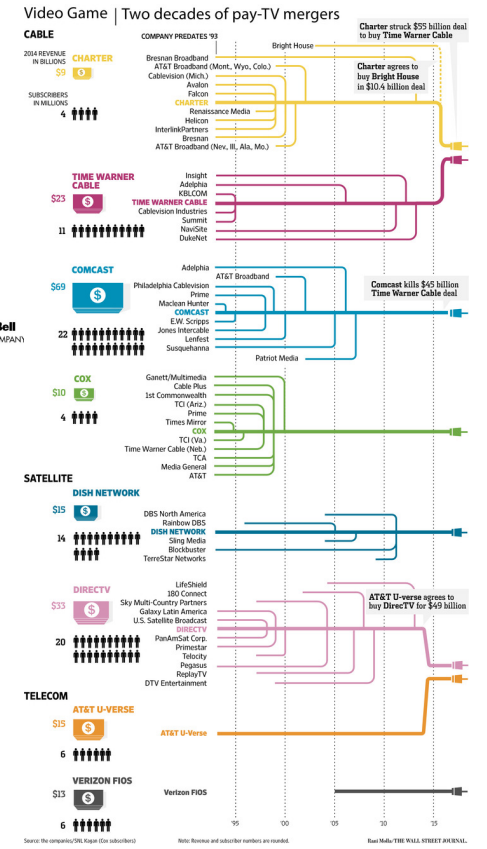 Video Game | Two decades of pay-TV mergers
CABLE
COMPANY PREDATES '93
Charter struck $55 billion deal
to buy Time Warner Cable
2014 REVENUE
IN BILLIONS
$9
CHARTER
$
SUBSCRIBERS
IN MILLIONS
4
Bright House
Bresnan Broadband
AT&T Broadband (Mont., Wyo., Colo.)
Cablevision (Mich.)
Avalon
Falcon
CHARTER
Renaissance Media
Helicon
InterlinkPartners
Bresnan
AT&T Broadband (Nev., Ill., Ala., Mo.)
Charter agrees to
buy Bright House
in $10.4 billion deal
TIME WARNER
CABLE
$23
$
11
Insight
Adelphia
KBLCOM
TIME WARNER CABLE
Cablevision Industries
Summit
NaviSite
DukeNet
COMCAST
$69
$
22
Adelphia
AT&T Broadband
Philadelphia Cablevision
Prime
Maclean Hunter
COMCAST
E.W. Scripps
Jones Intercable
Lenfest
Susquehanna
Patriot Media
Comcast kills $45 billion
Time Warner Cable deal
Bell
MPANY
COX
$10
$
4
Ganett/Multimedia
Cable Plus
1st Commonwealth
TCI (Ariz.)
Prime
Times Mirror
COX
TCI (Va.)
Time Warner Cable (Neb.)
TCA
Media General
AT&T
SATELLITE
DISH NETWORK
$15
$
14
DBS North America
Rainbow DBS
DISH NETWORK
Sling Media
Blockbuster
TerreStar Networks
DIRECTV
$33
$
20
LifeShield
180 Connect
Sky Multi-Country Partners
Galaxy Latin America
U.S. Satellite Broadcast
DIRECTV
PanAmSat Corp.
Primestar
Telocity
Pegasus
ReplayTV
DTV Entertainment
AT&T U-verse agrees to
buy DirecTV for $49 billion
TELECOM
AT&T U-VERSE
$15
$
6
AT&T U-Verse
VERIZON FIOS
$13
$
6
Verizon FiOS
'95
'00
'05
'10
'15
Source: the companies/SNL Kagan (Cox subscribers)
Note: Revenue and subscriber numbers are rounded.
Rani Molla/THE WALL STREET JOURNAL.